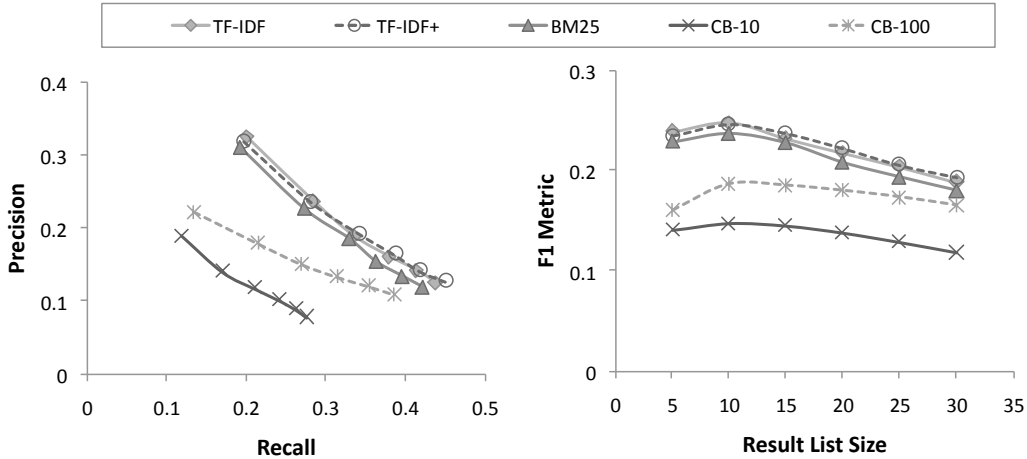 TF-IDF TF-IDF+ BM25 CB-10 CB-100
Precision
0.4
0.3
0.2
0.1
0
0 0.1 0.2 0.3 0.4 0.5
Recall
F1 Metric
0.3
0.2
0.1
0
0 5 10 15 20 25 30 35
Result List Size